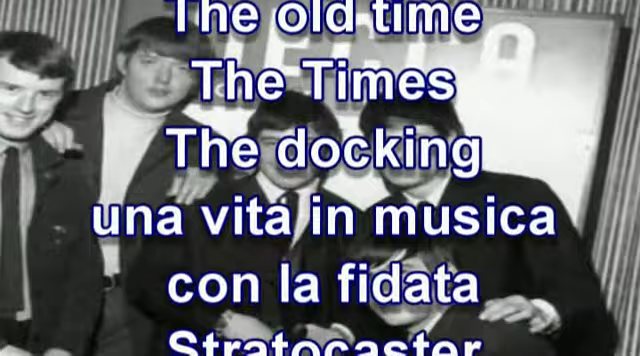 The old time
The Times
The docking
una vita in musica
con la fidata
Stratocaster